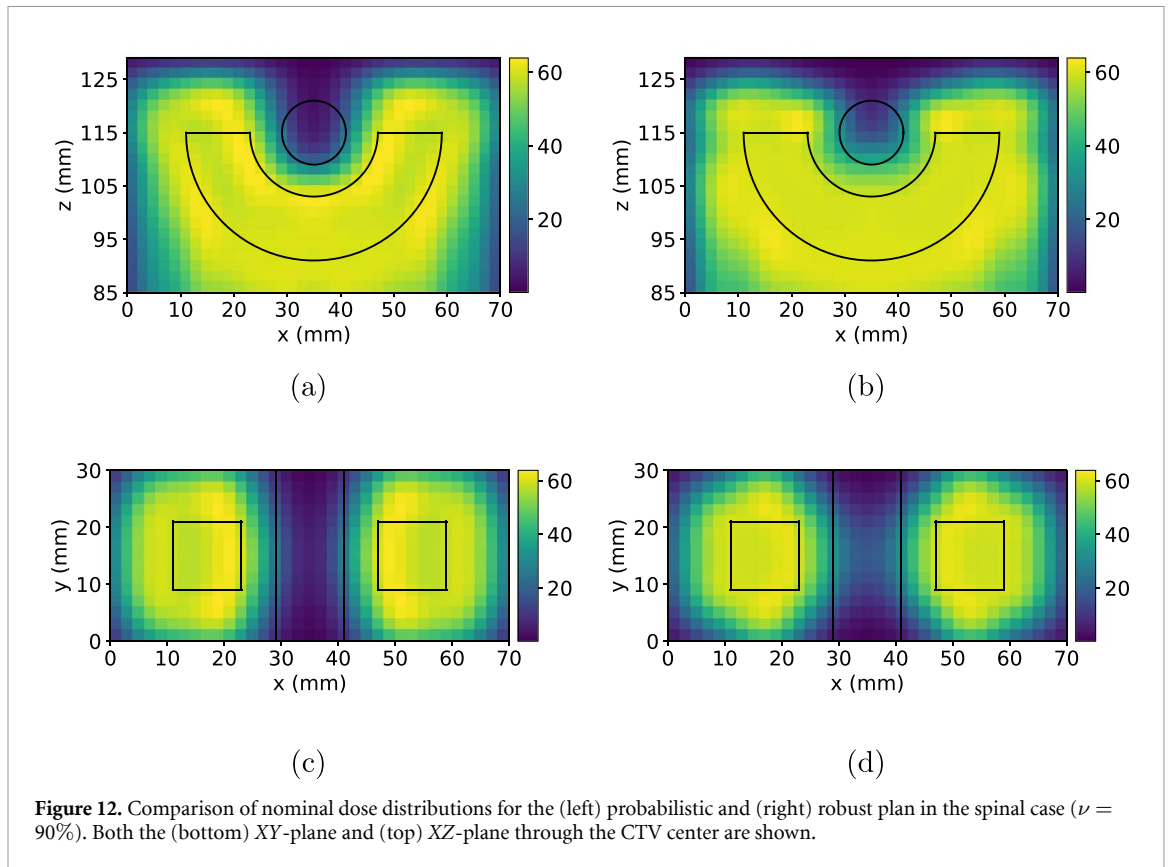 125
115
105
95
85
z (mm)
0 10 20 30 40 50 60 70
x (mm)
60
40
20
(a)
125
115
105
95
85
z (mm)
0 10 20 30 40 50 60 70
x (mm)
60
40
20
(b)
30
20
10
0
y (mm)
0 10 20 30 40 50 60 70
x (mm)
60
40
20
(c)
30
20
10
0
y (mm)
0 10 20 30 40 50 60 70
x (mm)
60
40
20
(d)
Figure 12. Comparison of nominal dose distributions for the (left) probabilistic and (right) robust plan in the spinal case (ν =
90%). Both the (bottom) XY-plane and (top) XZ-plane through the CTV center are shown.